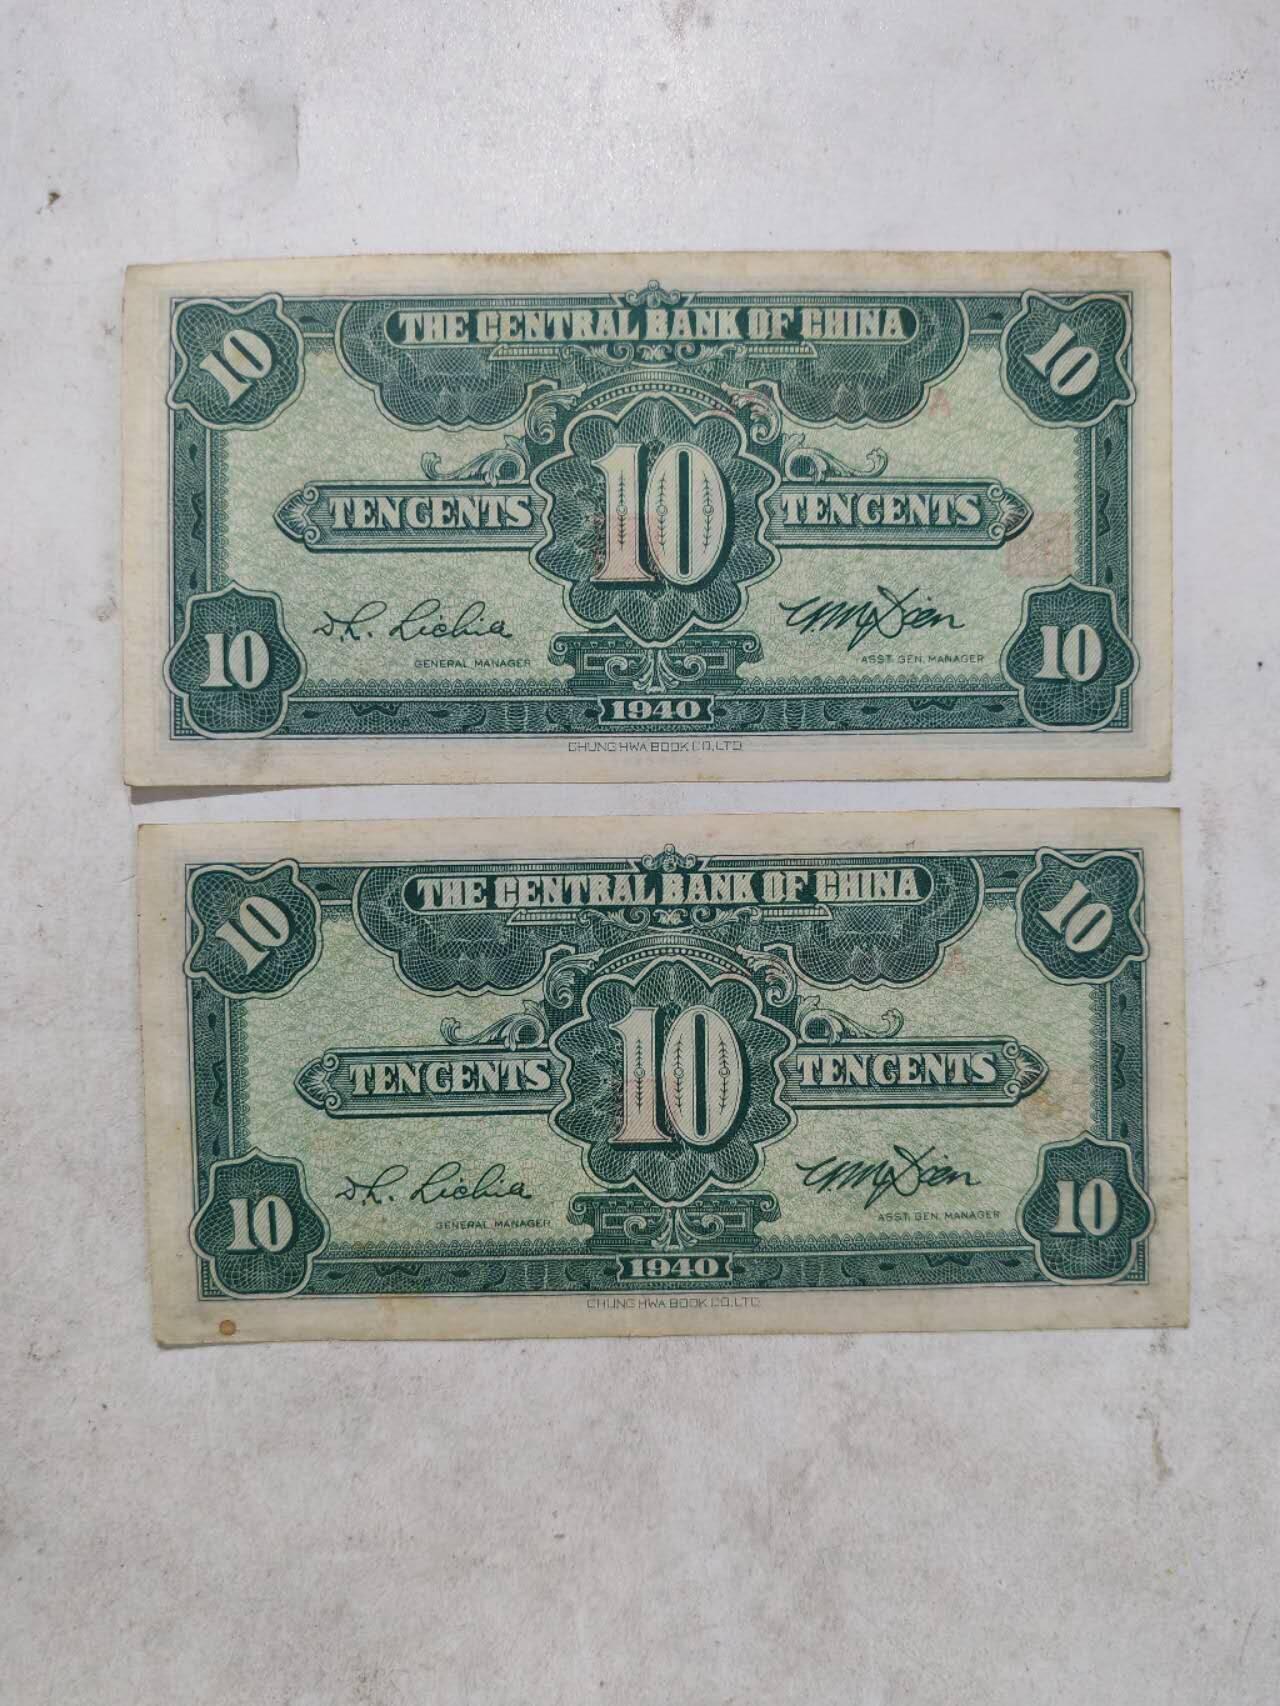 10 THE CENTRAL BANK OF CHINA 10
A
10
TEN CENTS TEN CENTS
GENERAL MANAGER ASST. GEN. MANAGER
10 10
1940
CHUNG HWA BOOK CO., LTD.
10 THE CENTRAL BANK OF CHINA 10
A
10
TEN CENTS TEN CENTS
GENERAL MANAGER ASST. GEN. MANAGER
10 10
1940
CHUNG HWA BOOK CO., LTD.